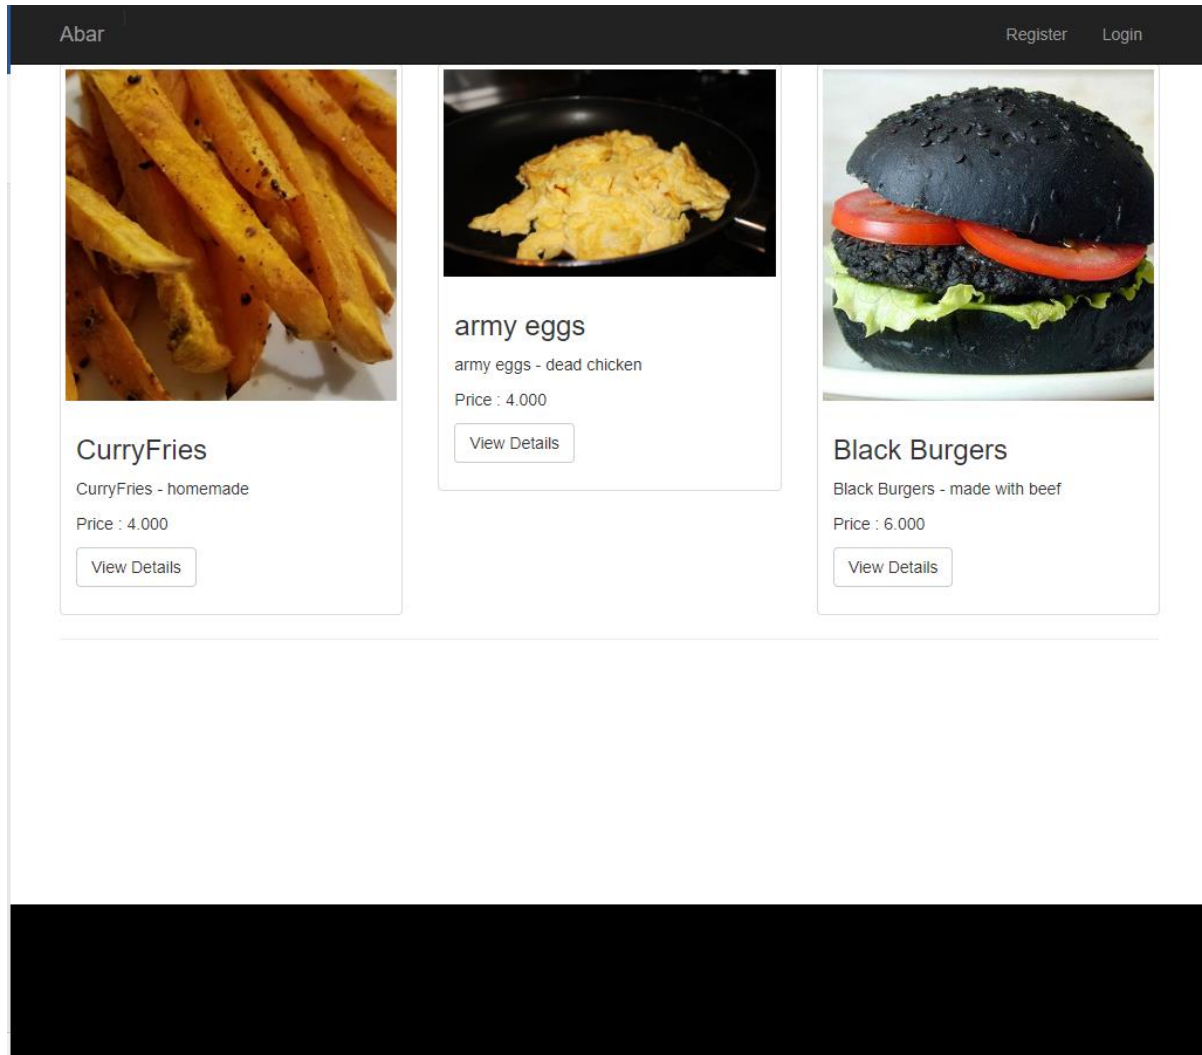 Abar
Register
Login
CurryFries
CurryFries - homemade
Price : 4.000
View Details
army eggs
army eggs - dead chicken
Price : 4.000
View Details
Black Burgers
Black Burgers - made with beef
Price : 6.000
View Details